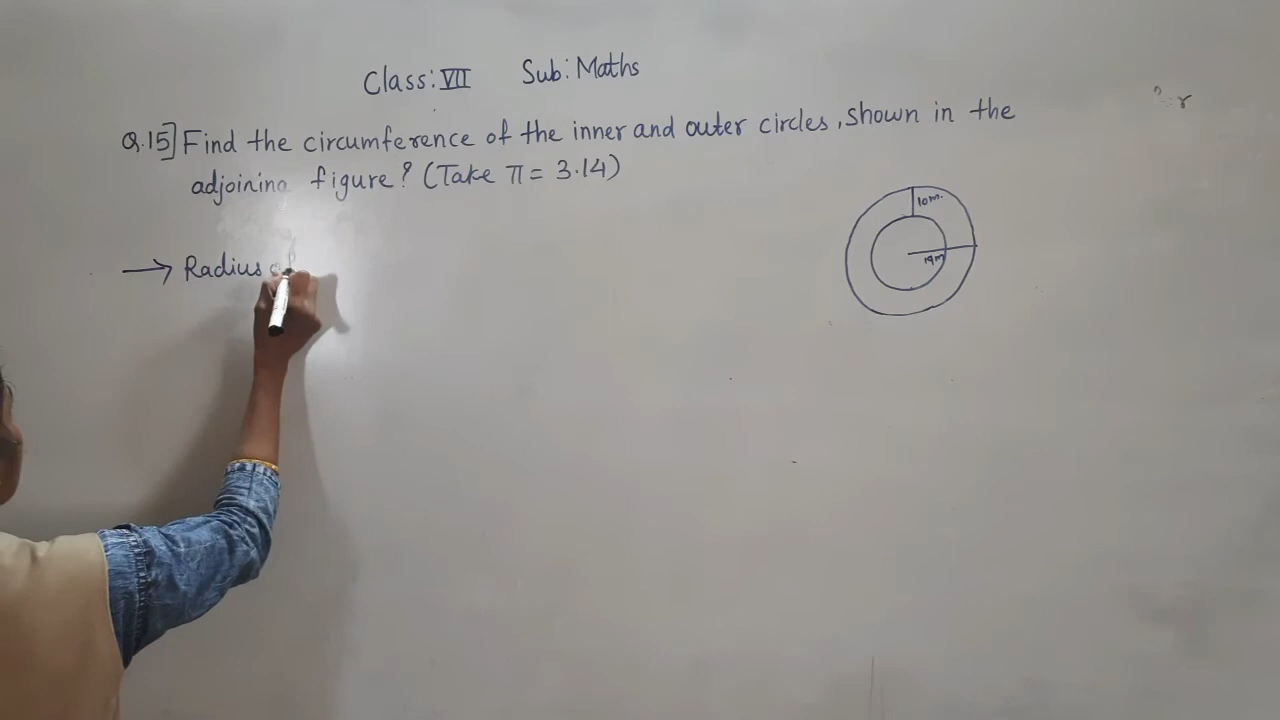 Class: VII Sub: Maths
Q.15] Find the circumference of the inner and outer circles, shown in the
adjoining figure? (Take π = 3.14)
10m.
19m
→ Radius
r